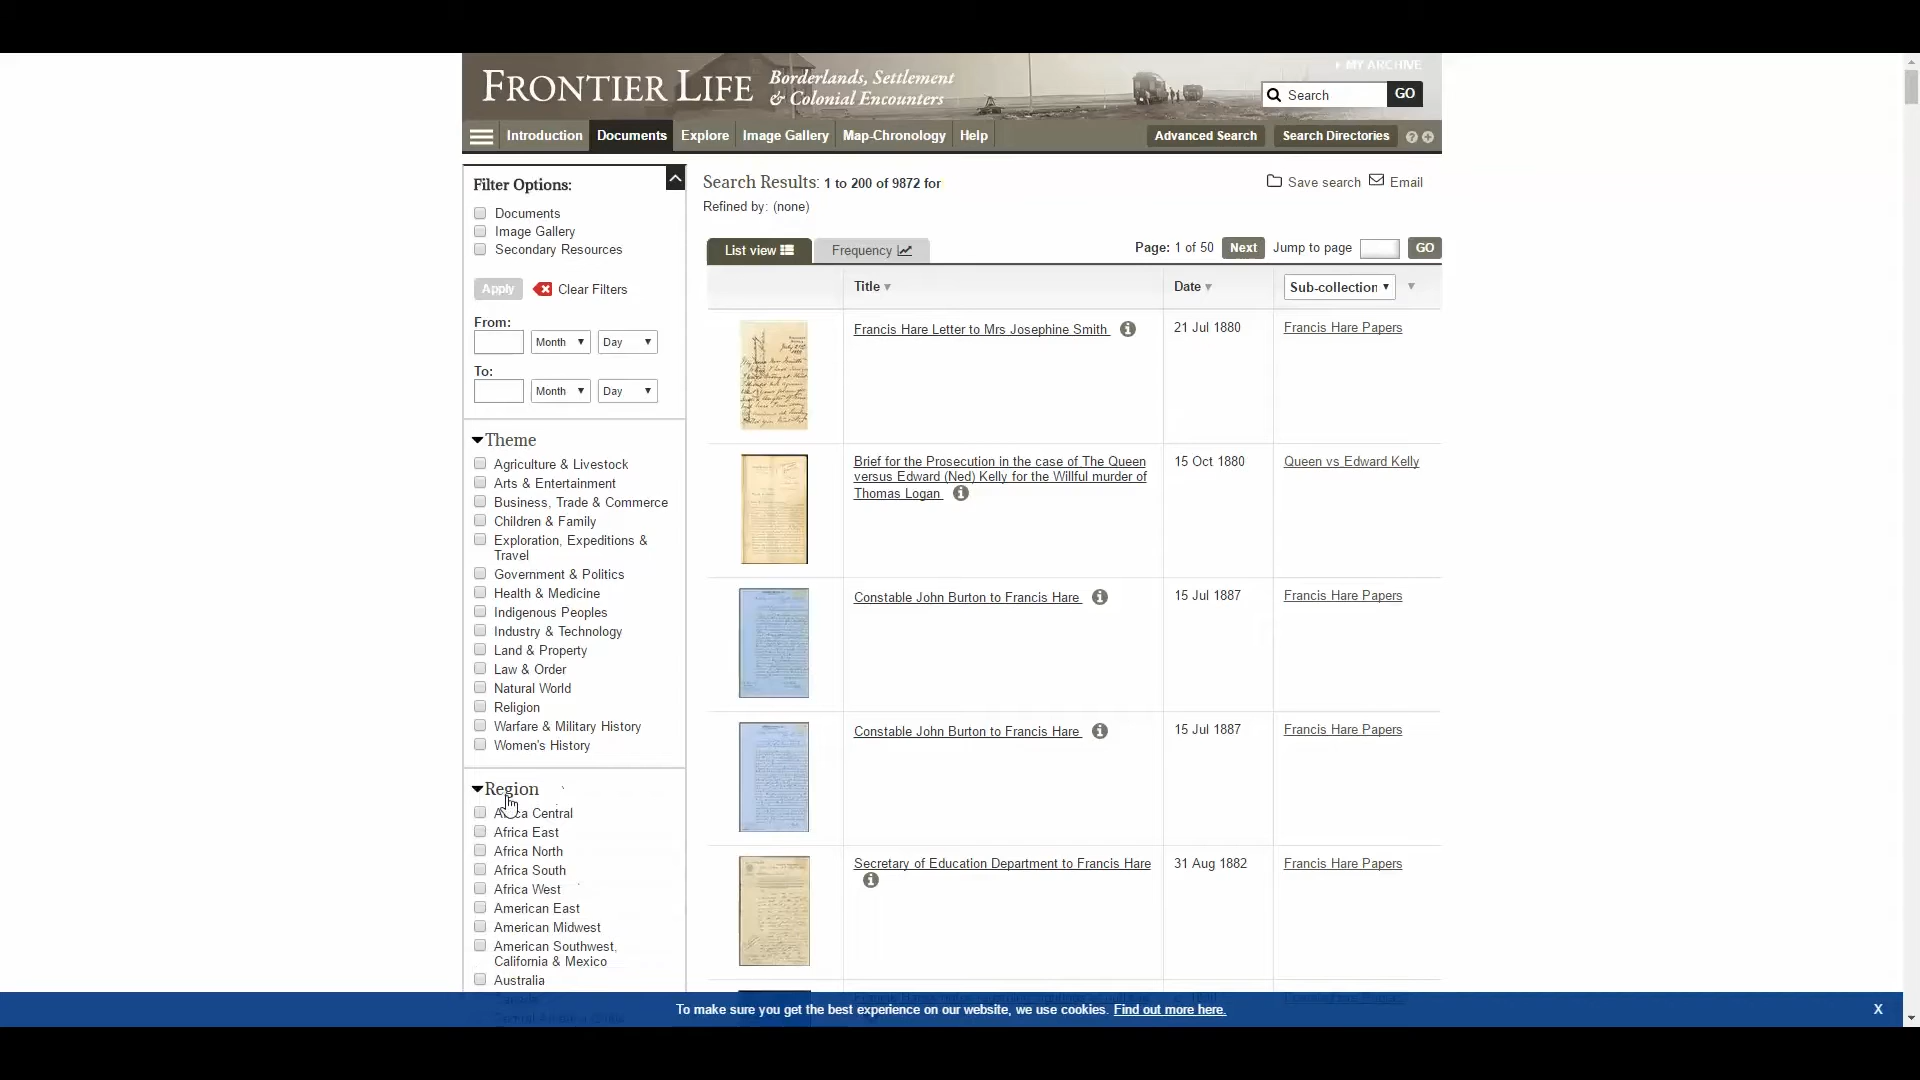 FRONTIER LIFE
Borderlands, Settlement
& Colonial Encounters
MY ARCHIVE
Search
GO
Introduction
Documents
Explore
Image Gallery
Map-Chronology
Help
Advanced Search
Search Directories
Filter Options:
Documents
Image Gallery
Secondary Resources
Apply
Clear Filters
From:
Month
Day
To:
Month
Day
Theme
Agriculture & Livestock
Arts & Entertainment
Business, Trade & Commerce
Children & Family
Exploration, Expeditions &
Travel
Government & Politics
Health & Medicine
Indigenous Peoples
Industry & Technology
Land & Property
Law & Order
Natural World
Religion
Warfare & Military History
Women's History
Region
Africa Central
Africa East
Africa North
Africa South
Africa West
American East
American Midwest
American Southwest,
California & Mexico
Australia
Search Results: 1 to 200 of 9872 for
Refined by: (none)
Save search
Email
List view
Frequency
Page: 1 of 50
Next
Jump to page
GO
Title
Date
Sub-collection
Francis Hare Letter to Mrs Josephine Smith
21 Jul 1880
Francis Hare Papers
Brief for the Prosecution in the case of The Queen
versus Edward (Ned) Kelly for the Willful murder of
Thomas Logan
15 Oct 1880
Queen vs Edward Kelly
Constable John Burton to Francis Hare
15 Jul 1887
Francis Hare Papers
Constable John Burton to Francis Hare
15 Jul 1887
Francis Hare Papers
Secretary of Education Department to Francis Hare
31 Aug 1882
Francis Hare Papers
To make sure you get the best experience on our website, we use cookies. Find out more here.
X